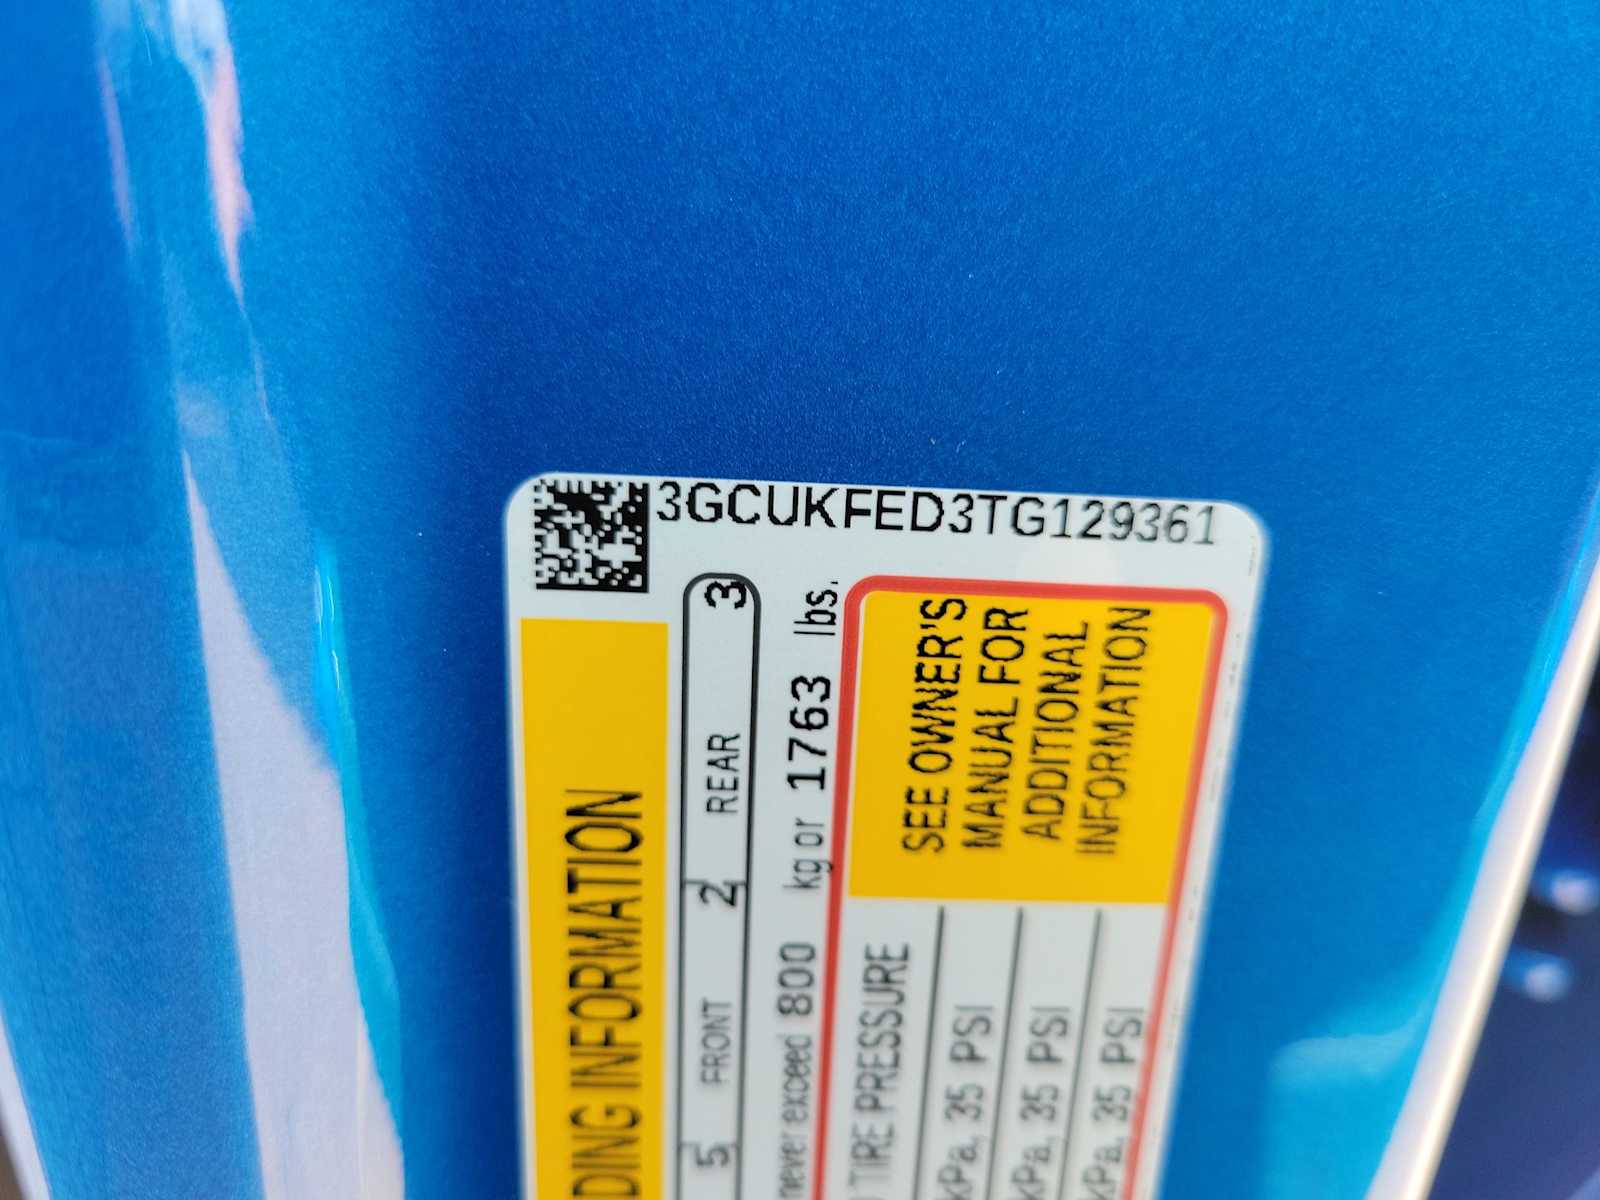 3GCUKFED3TG129361
DING INFORMATION
5 FRONT 2 REAR 3
never exceed 800 kg or 1763 lbs.
TIRE PRESSURE
SEE OWNER'S
MANUAL FOR
ADDITIONAL
INFORMATION
kPa, 35 PSI
kPa, 35 PSI
kPa, 35 PSI